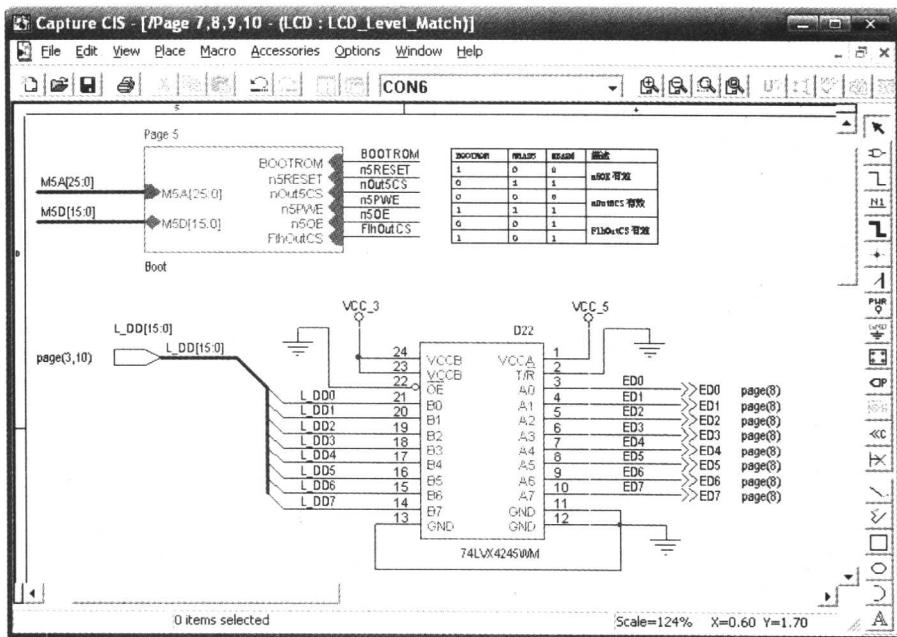 Capture CIS - [/Page 7,8,9,10 - (LCD : LCD_Level_Match)]
File Edit View Place Macro Accessories Options Window Help
CON6
5
4
Page 5
M5A[25:0]
M5D[15:0]
M5A[25:0]
M5D[15:0]
BOOTROM
n5RESET
nOut5CS
n5PWE
n5OE
FlhOutCS
BOOTROM
n5RESET
nOut5CS
n5PWE
n5OE
FlhOutCS
Boot
BOOTROM 描述
1 0 0 n5OE 有效
0 1 1
0 0 0 nOut5CS 有效
1 1 1
0 0 1 FlhOutCS 有效
1 0 1
VCC_3
VCC_5
D22
page(3,10)
L_DD[15:0]
L_DD[15:0]
24 VCCB VCCA 1
23 VCCB T/R 2
22 OE A0 3 ED0 ED0 page(8)
L_DD0 21 B0 A1 4 ED1 ED1 page(8)
L_DD1 20 B1 A2 5 ED2 ED2 page(8)
L_DD2 19 B2 A3 6 ED3 ED3 page(8)
L_DD3 18 B3 A4 7 ED4 ED4 page(8)
L_DD4 17 B4 A5 8 ED5 ED5 page(8)
L_DD5 16 B5 A6 9 ED6 ED6 page(8)
L_DD6 15 B6 A7 10 ED7 ED7 page(8)
L_DD7 14 B7 GND 11
13 GND GND 12
74LVX4245WM
N1
PWR
GND
0 items selected
Scale=124% X=0.60 Y=1.70